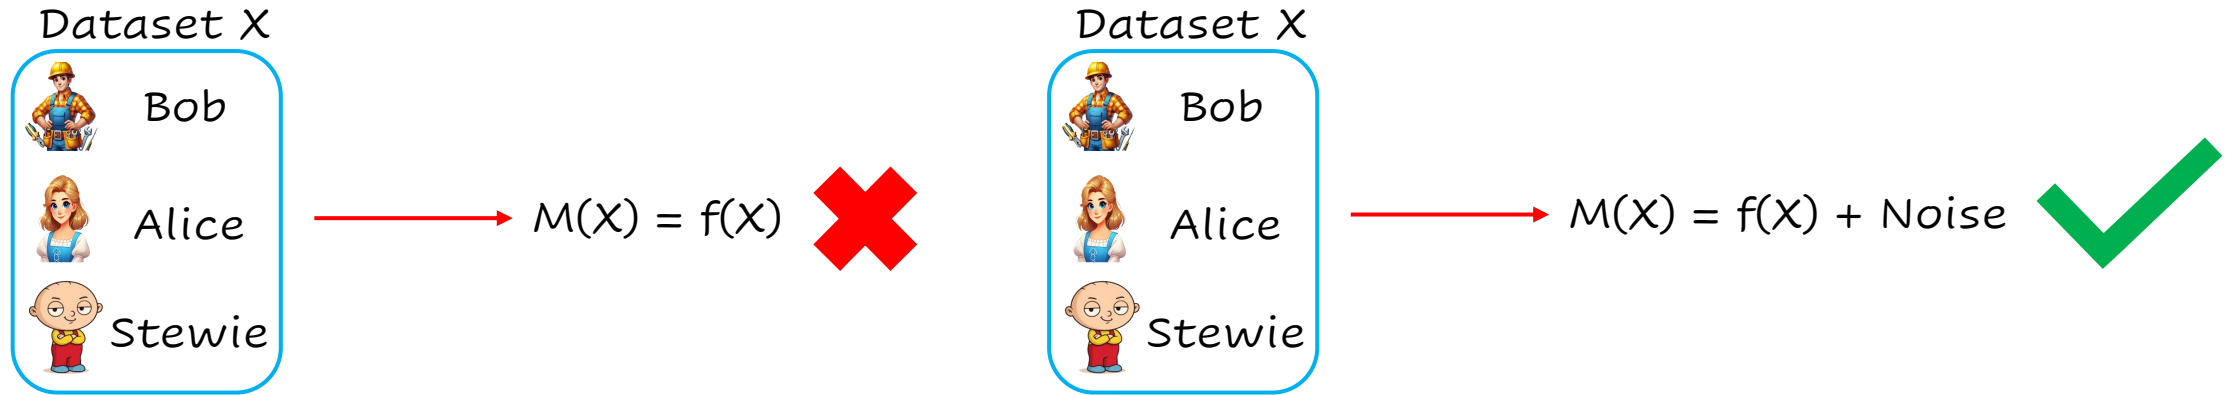 Dataset X
Bob
Alice
Stewie
M(X) = f(X)
Dataset X
Bob
Alice
Stewie
M(X) = f(X) + Noise